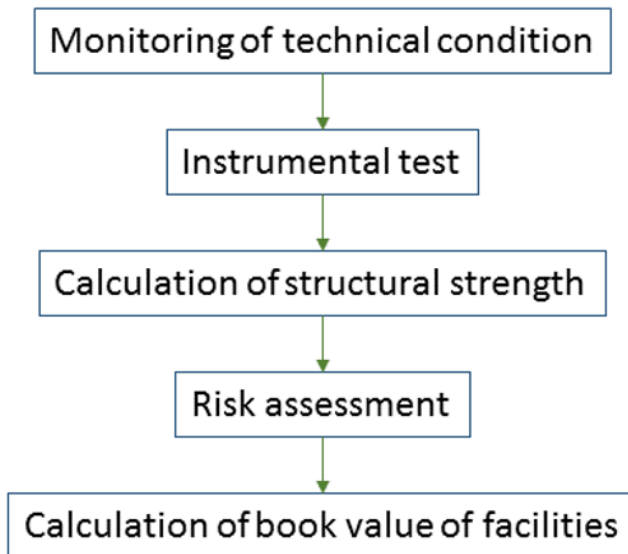 Monitoring of technical condition
Instrumental test
Calculation of structural strength
Risk assessment
Calculation of book value of facilities